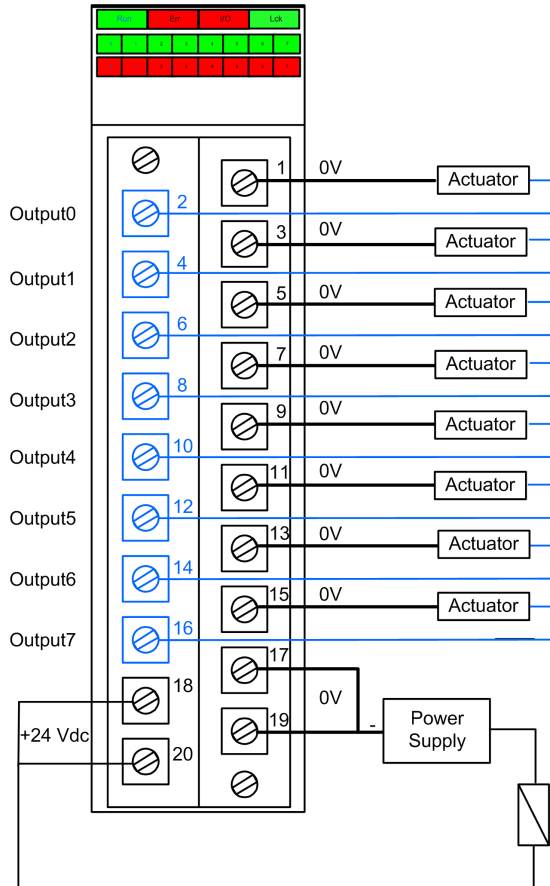 Run Err I/O Lck
1 0V Actuator
Output0 2
3 0V Actuator
Output1 4
5 0V Actuator
Output2 6
7 0V Actuator
Output3 8
9 0V Actuator
Output4 10
11 0V Actuator
Output5 12
13 0V Actuator
Output6 14
15 0V Actuator
Output7 16
17
18 0V
19 - Power
+24 Vdc Supply
20